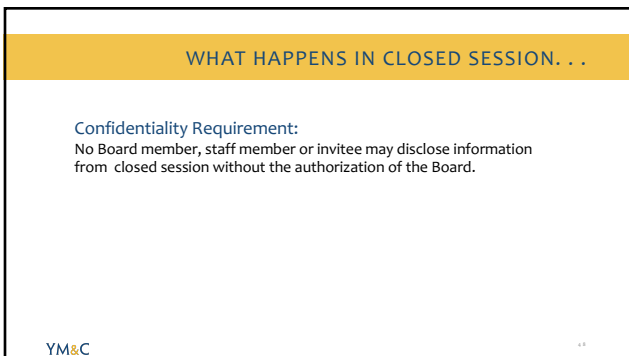 WHAT HAPPENS IN CLOSED SESSION. . .
Confidentiality Requirement:
No Board member, staff member or invitee may disclose information
from closed session without the authorization of the Board.
YM&C
48